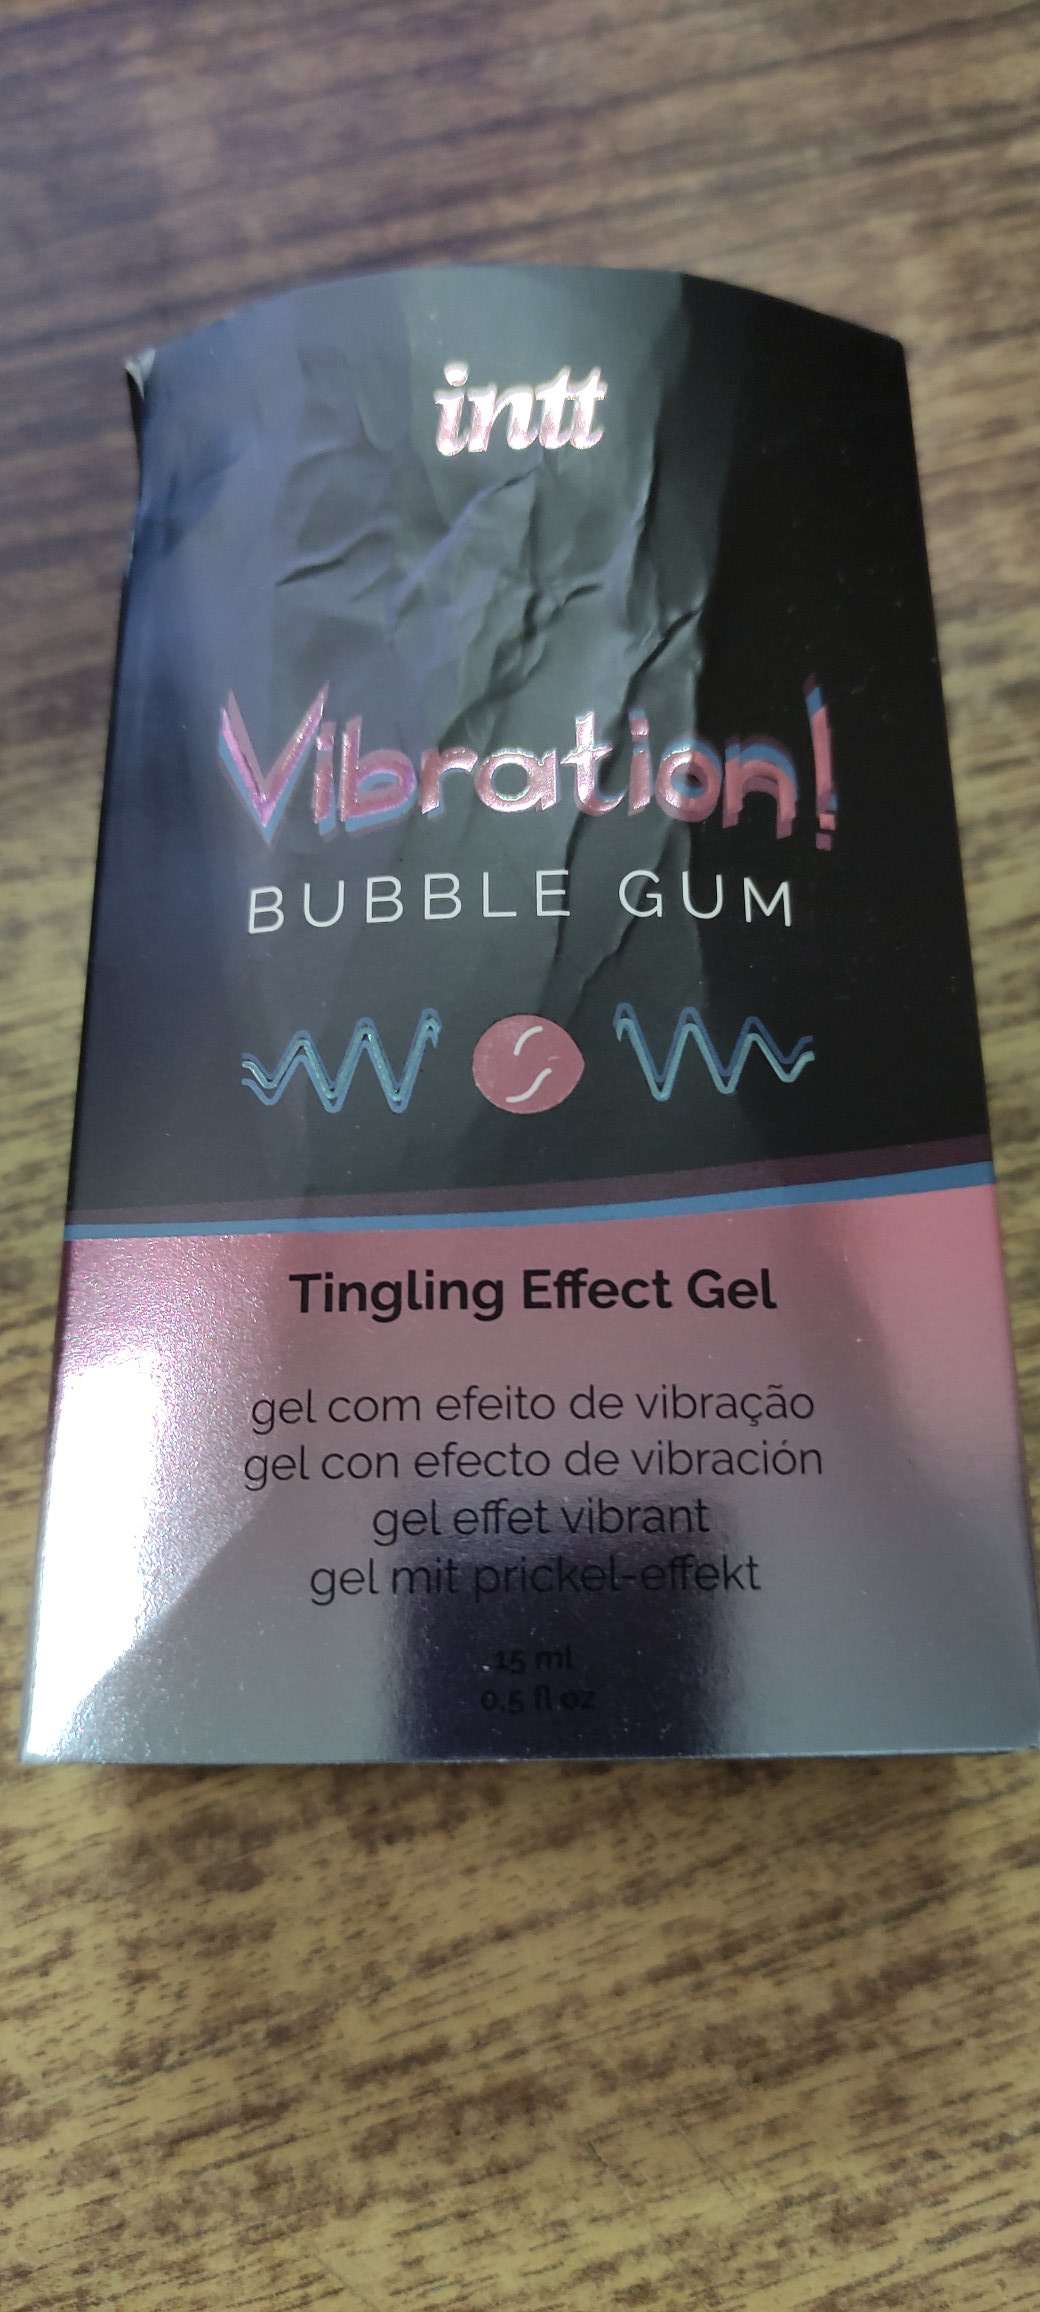 intt
Vibration!
BUBBLE GUM
Tingling Effect Gel
gel com efeito de vibração
gel con efecto de vibración
gel effet vibrant
gel mit prickel-effekt
15 ml
0,5 fl oz